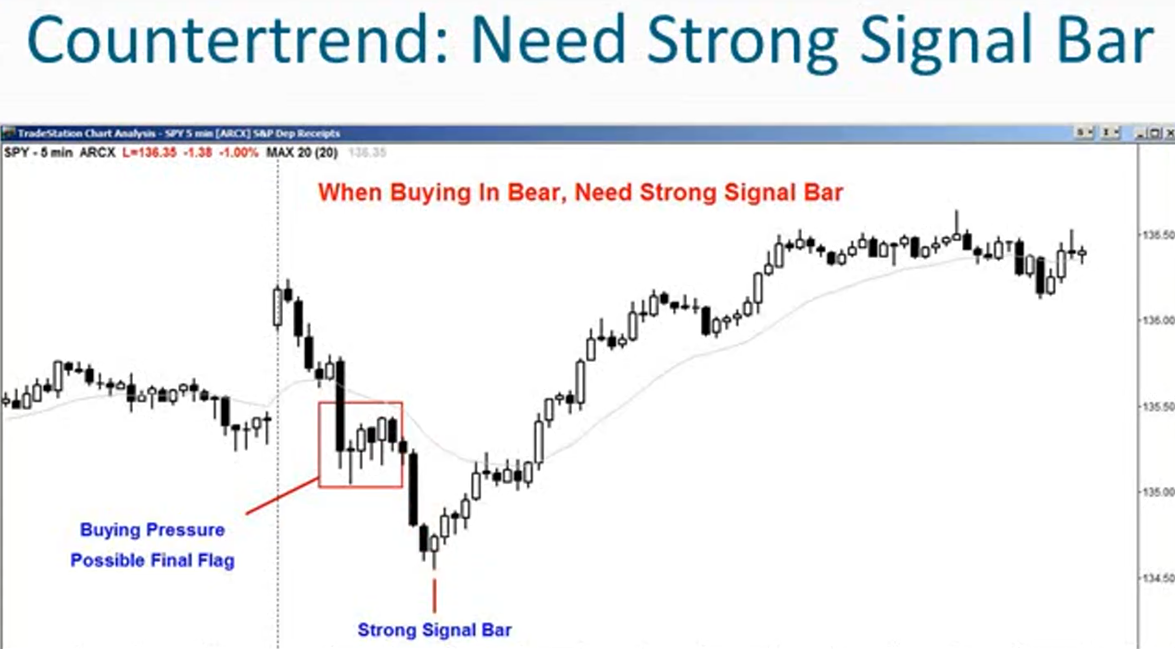 Countertrend: Need Strong Signal Bar
TradeStation Chart Analysis - SPY 5 min [ARCX] S&P Dep Receipts
SPY - 5 min ARCX L=136.35 -1.38 -1.00% MAX 20 (20) 136.35
When Buying In Bear, Need Strong Signal Bar
136.50
136.00
135.50
135.00
134.50
Buying Pressure
Possible Final Flag
Strong Signal Bar